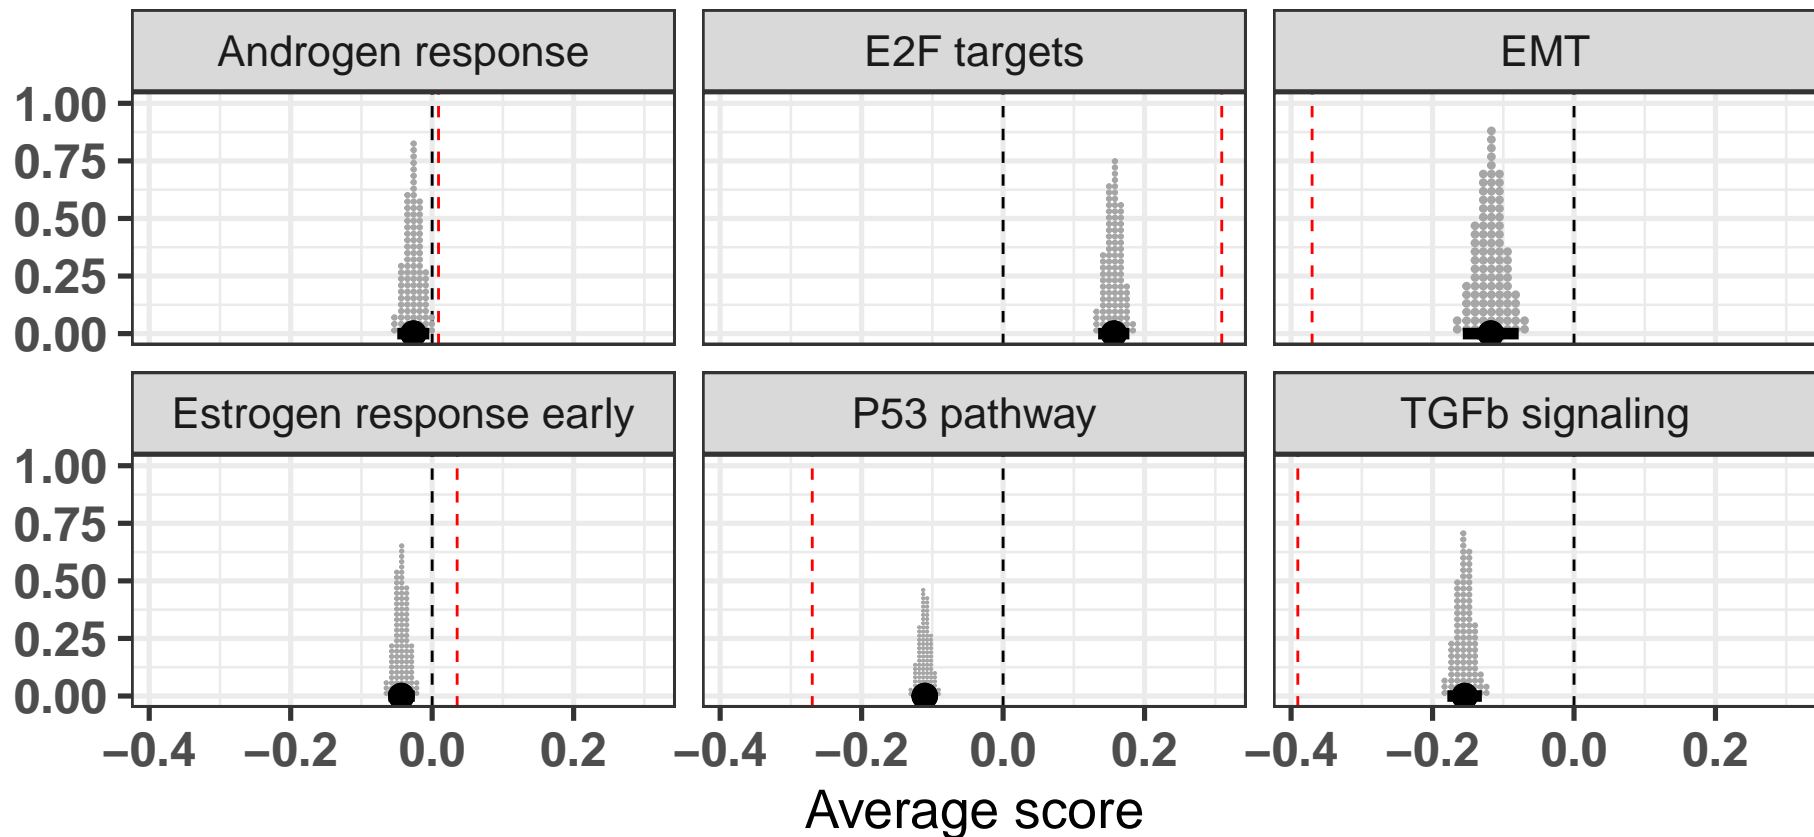 Androgen response
E2F targets
EMT
1.00
0.75
0.50
0.25
0.00
Estrogen response early
P53 pathway
TGFb signaling
1.00
0.75
0.50
0.25
0.00
−0.4 −0.2 0.0 0.2 −0.4 −0.2 0.0 0.2 −0.4 −0.2 0.0 0.2
Average score